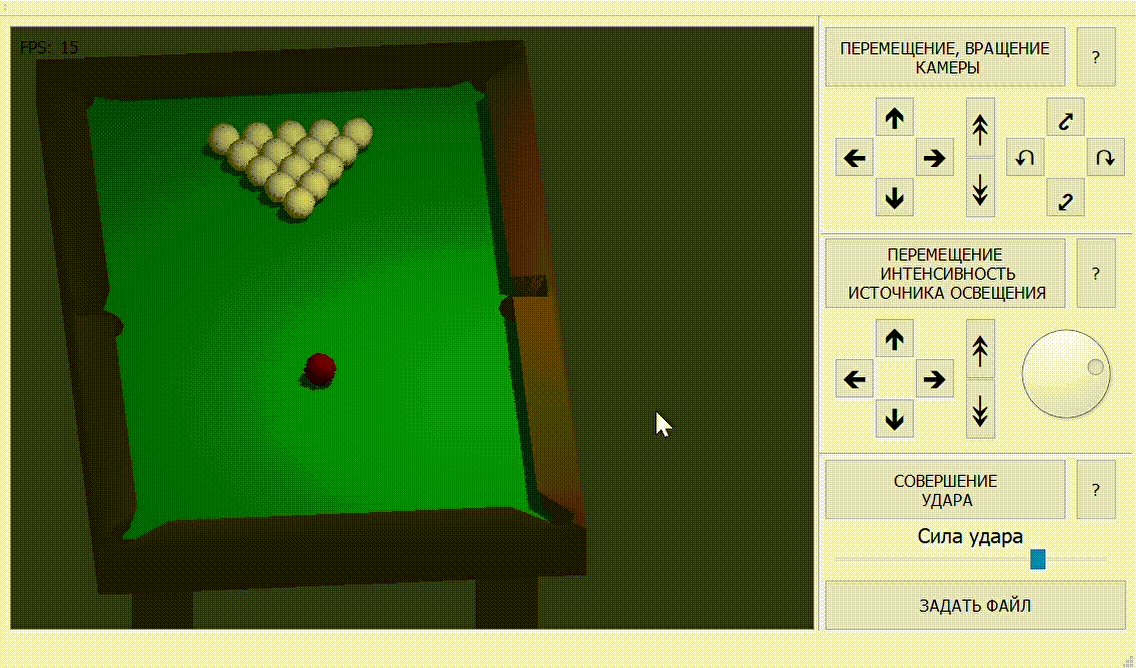 FPS: 15
ПЕРЕМЕЩЕНИЕ, ВРАЩЕНИЕ
КАМЕРЫ
?
ПЕРЕМЕЩЕНИЕ
ИНТЕНСИВНОСТЬ
ИСТОЧНИКА ОСВЕЩЕНИЯ
?
СОВЕРШЕНИЕ
УДАРА
?
Сила удара
ЗАДАТЬ ФАЙЛ